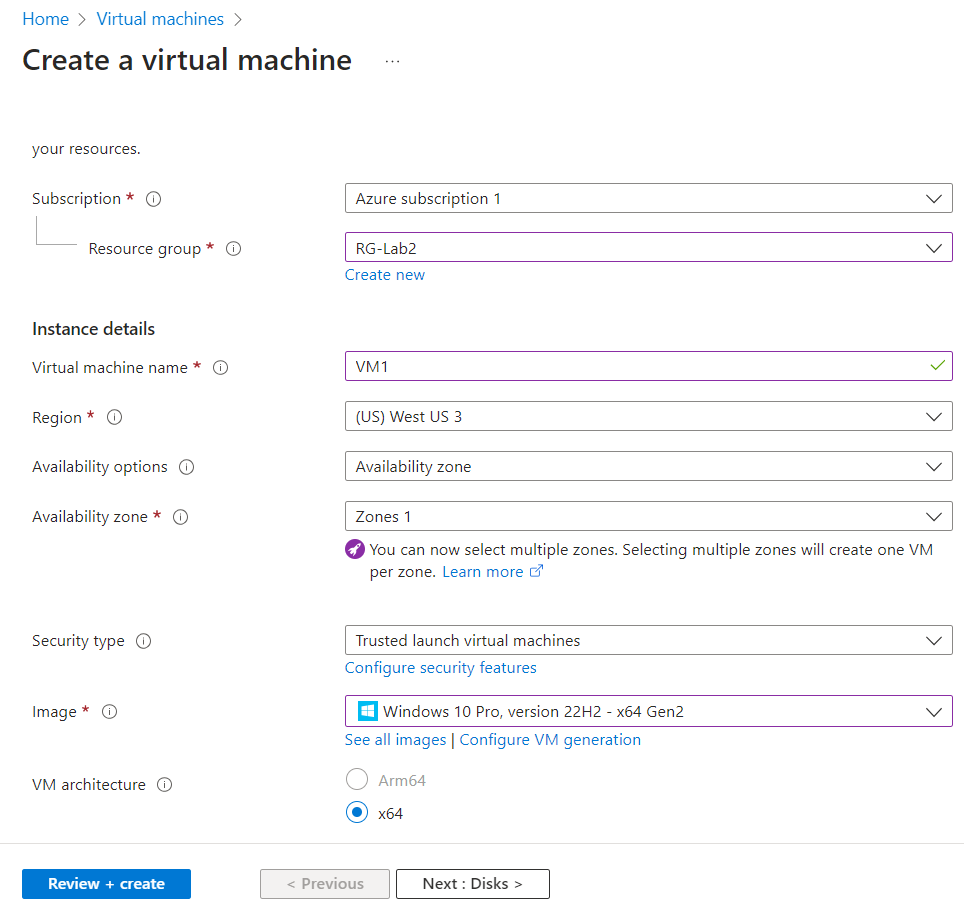 Home > Virtual machines >
Create a virtual machine ...
your resources.
Subscription * Azure subscription 1
Resource group * RG-Lab2
Create new
Instance details
Virtual machine name * VM1
Region * (US) West US 3
Availability options Availability zone
Availability zone * Zones 1
You can now select multiple zones. Selecting multiple zones will create one VM
per zone. Learn more
Security type Trusted launch virtual machines
Configure security features
Image * Windows 10 Pro, version 22H2 - x64 Gen2
See all images | Configure VM generation
VM architecture Arm64
x64
Review + create < Previous Next : Disks >